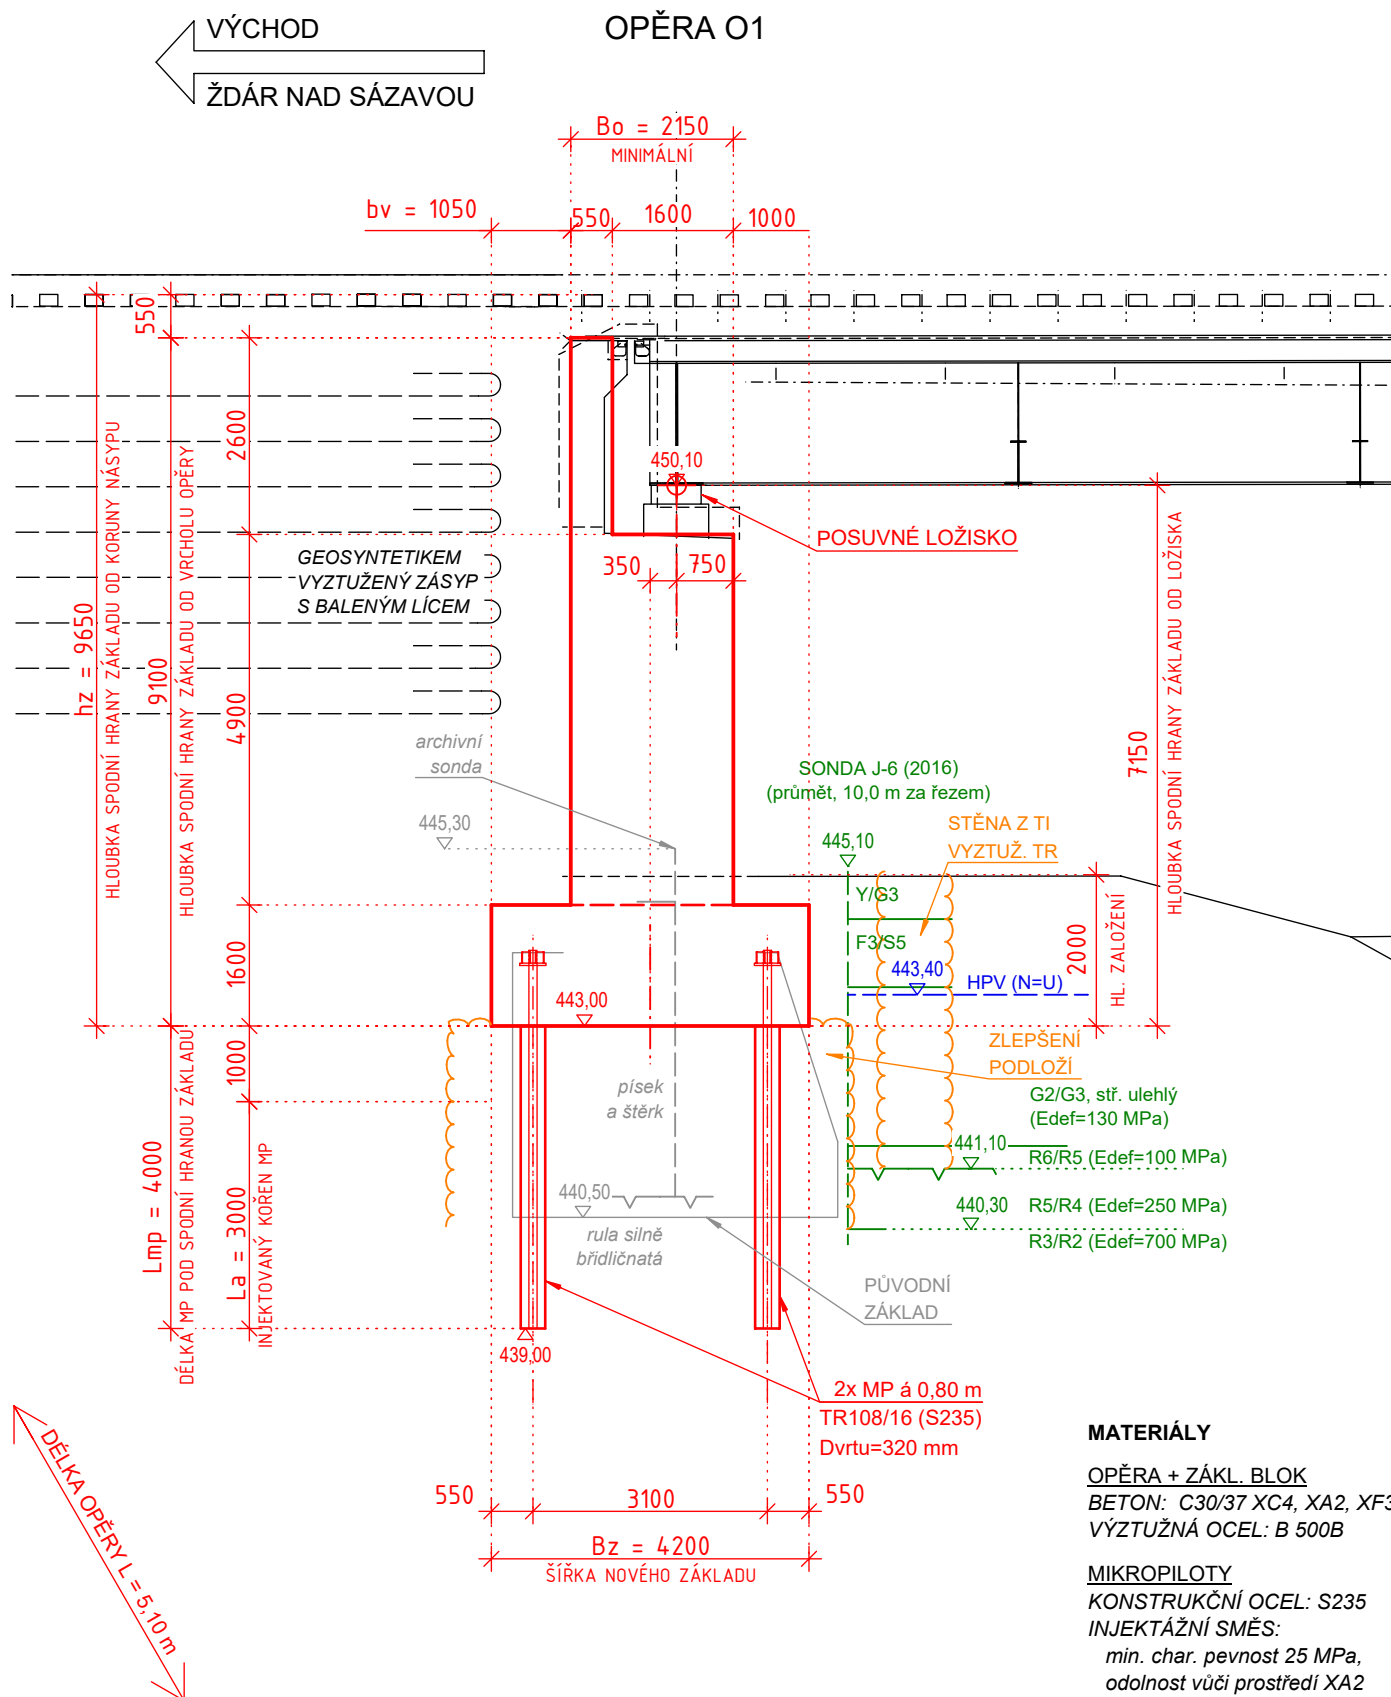 VÝCHOD
OPĚRA O1
ŽDÁR NAD SÁZAVOU
Bo = 2150
MINIMÁLNÍ
bv = 1050
550
1600
1000
550
2600
450,10
POSUVNÉ LOŽISKO
350
750
GEOSYNTETIKEM
VYZTUŽENÝ ZÁSYP
S BALENÝM LÍCEM
hz = 9650
HLOUBKA SPODNÍ HRANY ZÁKLADU OD KORUNY NÁSYPU
9100
HLOUBKA SPODNÍ HRANY ZÁKLADU OD VRCHOLU OPĚRY
4900
7150
HLOUBKA SPODNÍ HRANY ZÁKLADU OD LOŽISKA
archivní
sonda
445,30
SONDA J-6 (2016)
(průmět, 10,0 m za řezem)
445,10
STĚNA Z TI
VYZTUŽ. TR
Y/G3
F3/S5
443,40
HPV (N=U)
2000
HL. ZALOŽENÍ
1600
443,00
ZLEPŠENÍ
PODLOŽÍ
1000
písek
a štěrk
G2/G3, stř. ulehlý
(Edef=130 MPa)
441,10
R6/R5 (Edef=100 MPa)
440,50
440,30
R5/R4 (Edef=250 MPa)
R3/R2 (Edef=700 MPa)
rula silně
břidličnatá
PŮVODNÍ
ZÁKLAD
Lmp = 4000
DÉLKA MP POD SPODNÍ HRANOU ZÁKLADU
La = 3000
INJEKTOVANÝ KOŘEN MP
439,00
2x MP á 0,80 m
TR108/16 (S235)
Dvrtu=320 mm
550
3100
550
Bz = 4200
ŠÍŘKA NOVÉHO ZÁKLADU
DÉLKA OPĚRY L = 5,10 m
MATERIÁLY
OPĚRA + ZÁKL. BLOK
BETON: C30/37 XC4, XA2, XF3
VÝZTUŽNÁ OCEL: B 500B
MIKROPILOTY
KONSTRUKČNÍ OCEL: S235
INJEKTÁŽNÍ SMĚS:
min. char. pevnost 25 MPa,
odolnost vůči prostředí XA2